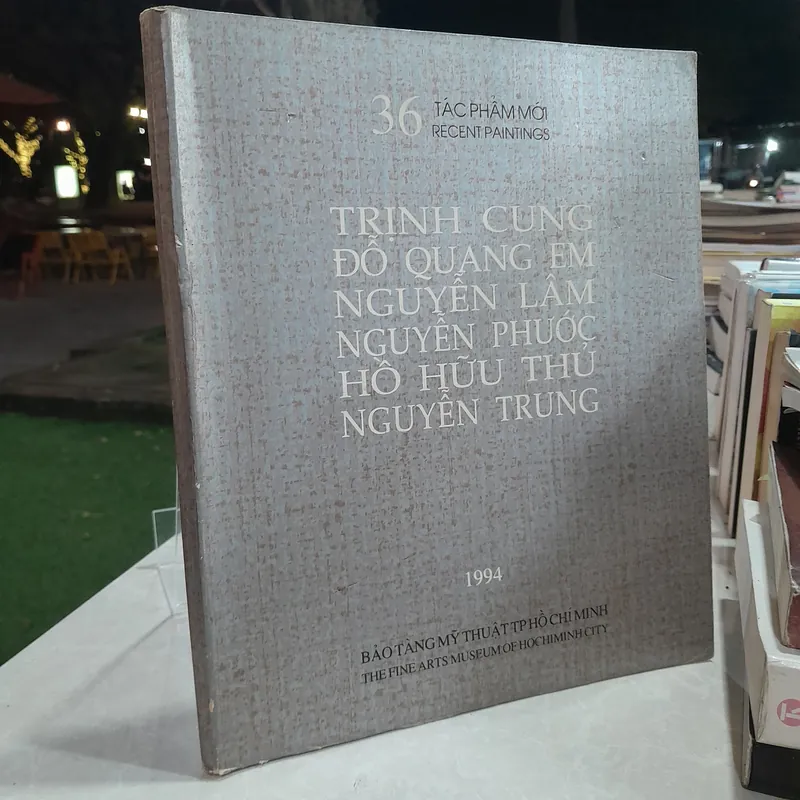 36 TÁC PHẨM MỚI
RECENT PAINTINGS
TRỊNH CUNG
ĐỖ QUANG EM
NGUYỄN LÂM
NGUYỄN PHƯỚC
HỒ HỮU THỦ
NGUYỄN TRUNG
1994
BẢO TÀNG MỸ THUẬT TP HỒ CHÍ MINH
THE FINE ARTS MUSEUM OF HOCHIMINH CITY